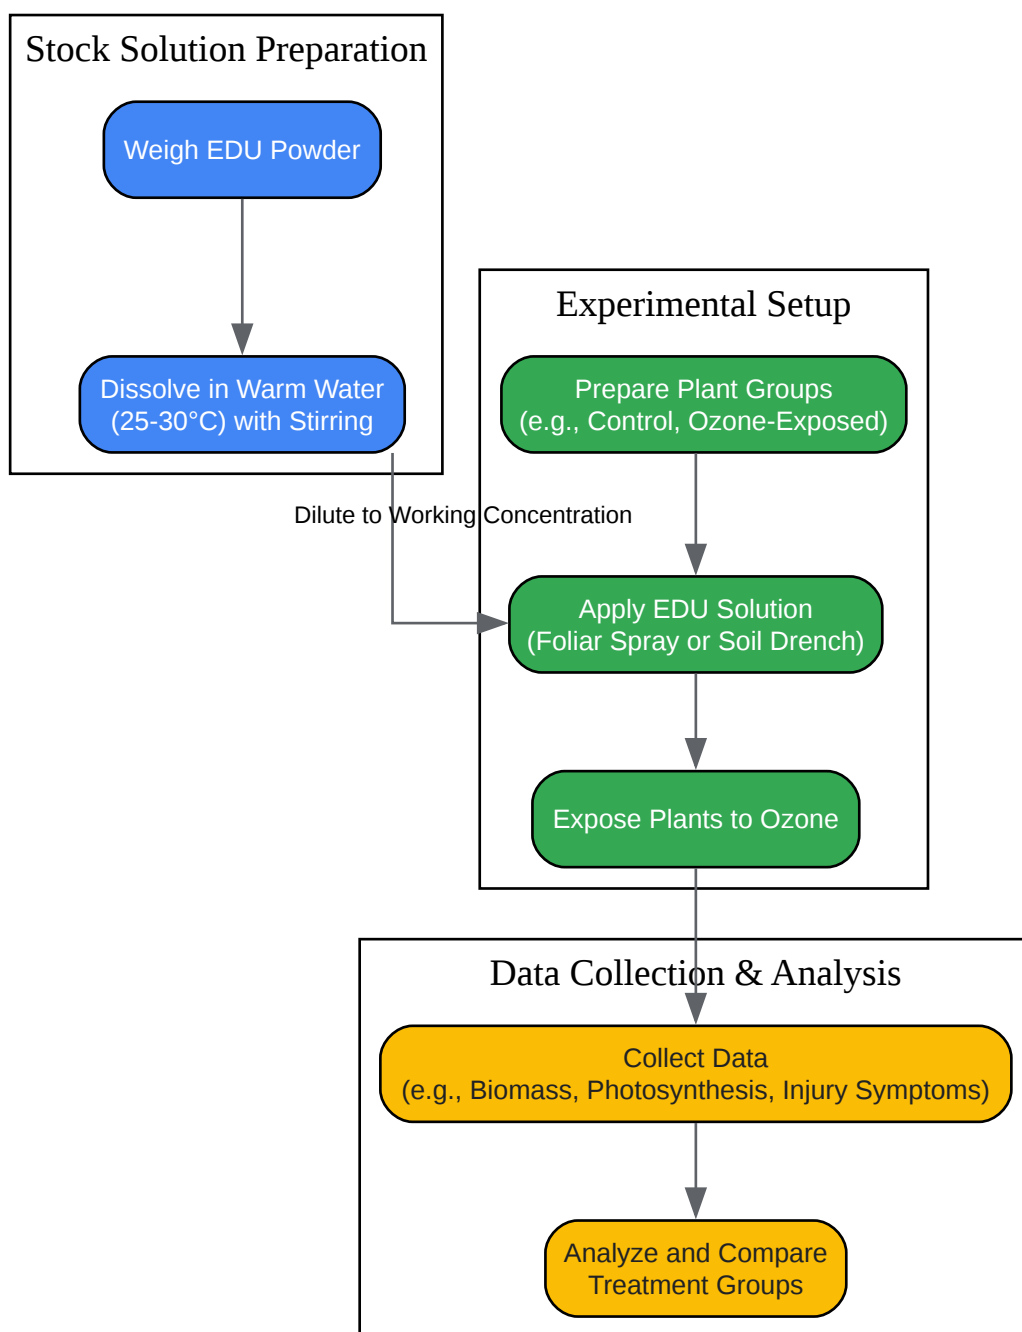 Stock Solution Preparation
Weigh EDU Powder
Dissolve in Warm Water
(25-30°C) with Stirring
Dilute to Working Concentration
Experimental Setup
Prepare Plant Groups
(e.g., Control, Ozone-Exposed)
Apply EDU Solution
(Foliar Spray or Soil Drench)
Expose Plants to Ozone
Data Collection & Analysis
Collect Data
(e.g., Biomass, Photosynthesis, Injury Symptoms)
Analyze and Compare
Treatment Groups